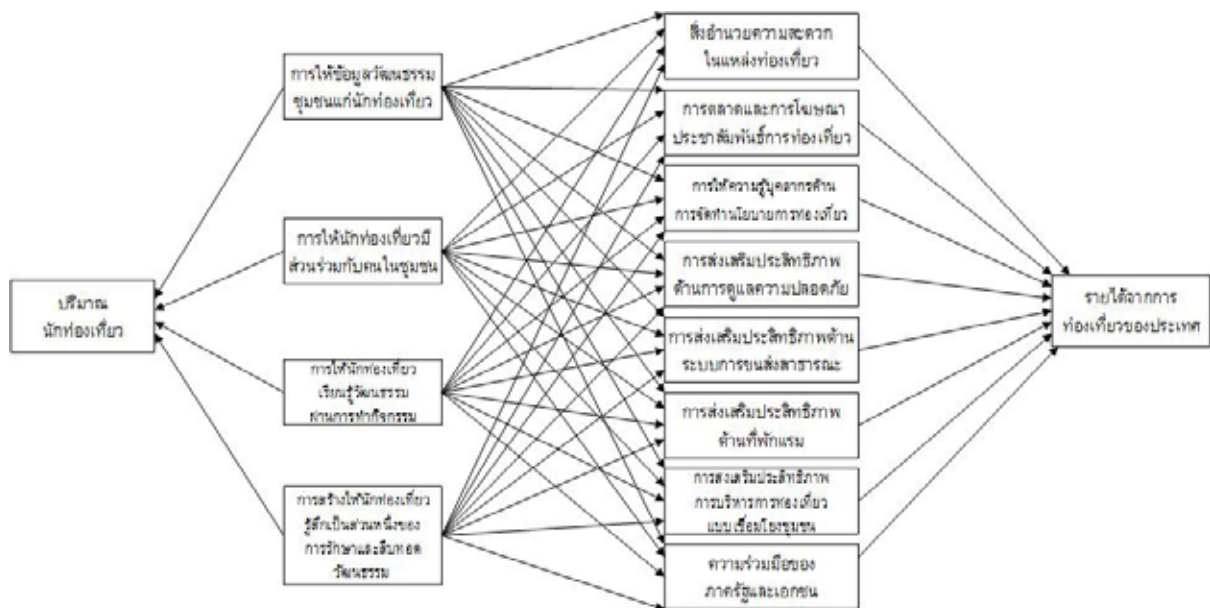 ปริมาณ
นักท่องเที่ยว
การให้ข้อมูลวัฒนธรรม
ชุมชนแก่นักท่องเที่ยว
การให้นักท่องเที่ยวมี
ส่วนร่วมกับคนในชุมชน
การให้นักท่องเที่ยว
เรียนรู้วัฒนธรรม
ผ่านการทำกิจกรรม
การสร้างให้นักท่องเที่ยว
รู้สึกเป็นส่วนหนึ่งของ
การรักษาและสืบทอด
วัฒนธรรม
สิ่งอำนวยความสะดวก
ในแหล่งท่องเที่ยว
การตลาดและการโฆษณา
ประชาสัมพันธ์การท่องเที่ยว
การให้ความรู้บุคลากรด้าน
การจัดทำนโยบายการท่องเที่ยว
การส่งเสริมประสิทธิภาพ
ด้านการดูแลความปลอดภัย
การส่งเสริมประสิทธิภาพด้าน
ระบบการขนส่งสาธารณะ
การส่งเสริมประสิทธิภาพ
ด้านที่พักแรม
การส่งเสริมประสิทธิภาพ
การบริหารการท่องเที่ยว
แบบเชื่อมโยงชุมชน
ความร่วมมือของ
ภาครัฐและเอกชน
รายได้จากการ
ท่องเที่ยวของประเทศ